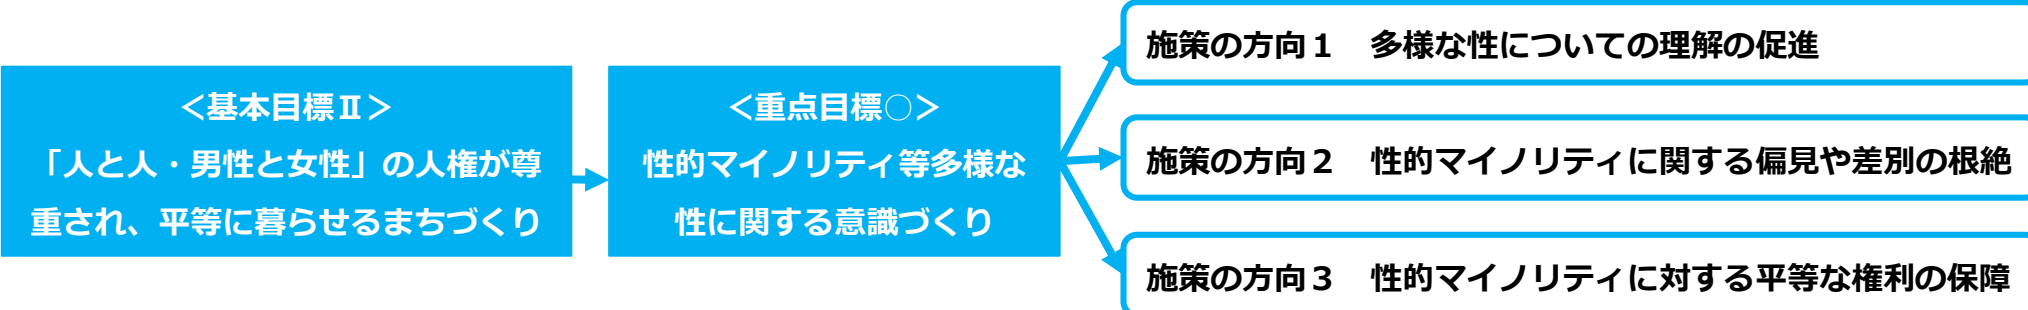 ＜基本目標Ⅱ＞
「人と人・男性と女性」の人権が尊
重され、平等に暮らせるまちづくり
＜重点目標○＞
性的マイノリティ等多様な
性に関する意識づくり
施策の方向１　多様な性についての理解の促進
施策の方向２　性的マイノリティに関する偏見や差別の根絶
施策の方向３　性的マイノリティに対する平等な権利の保障